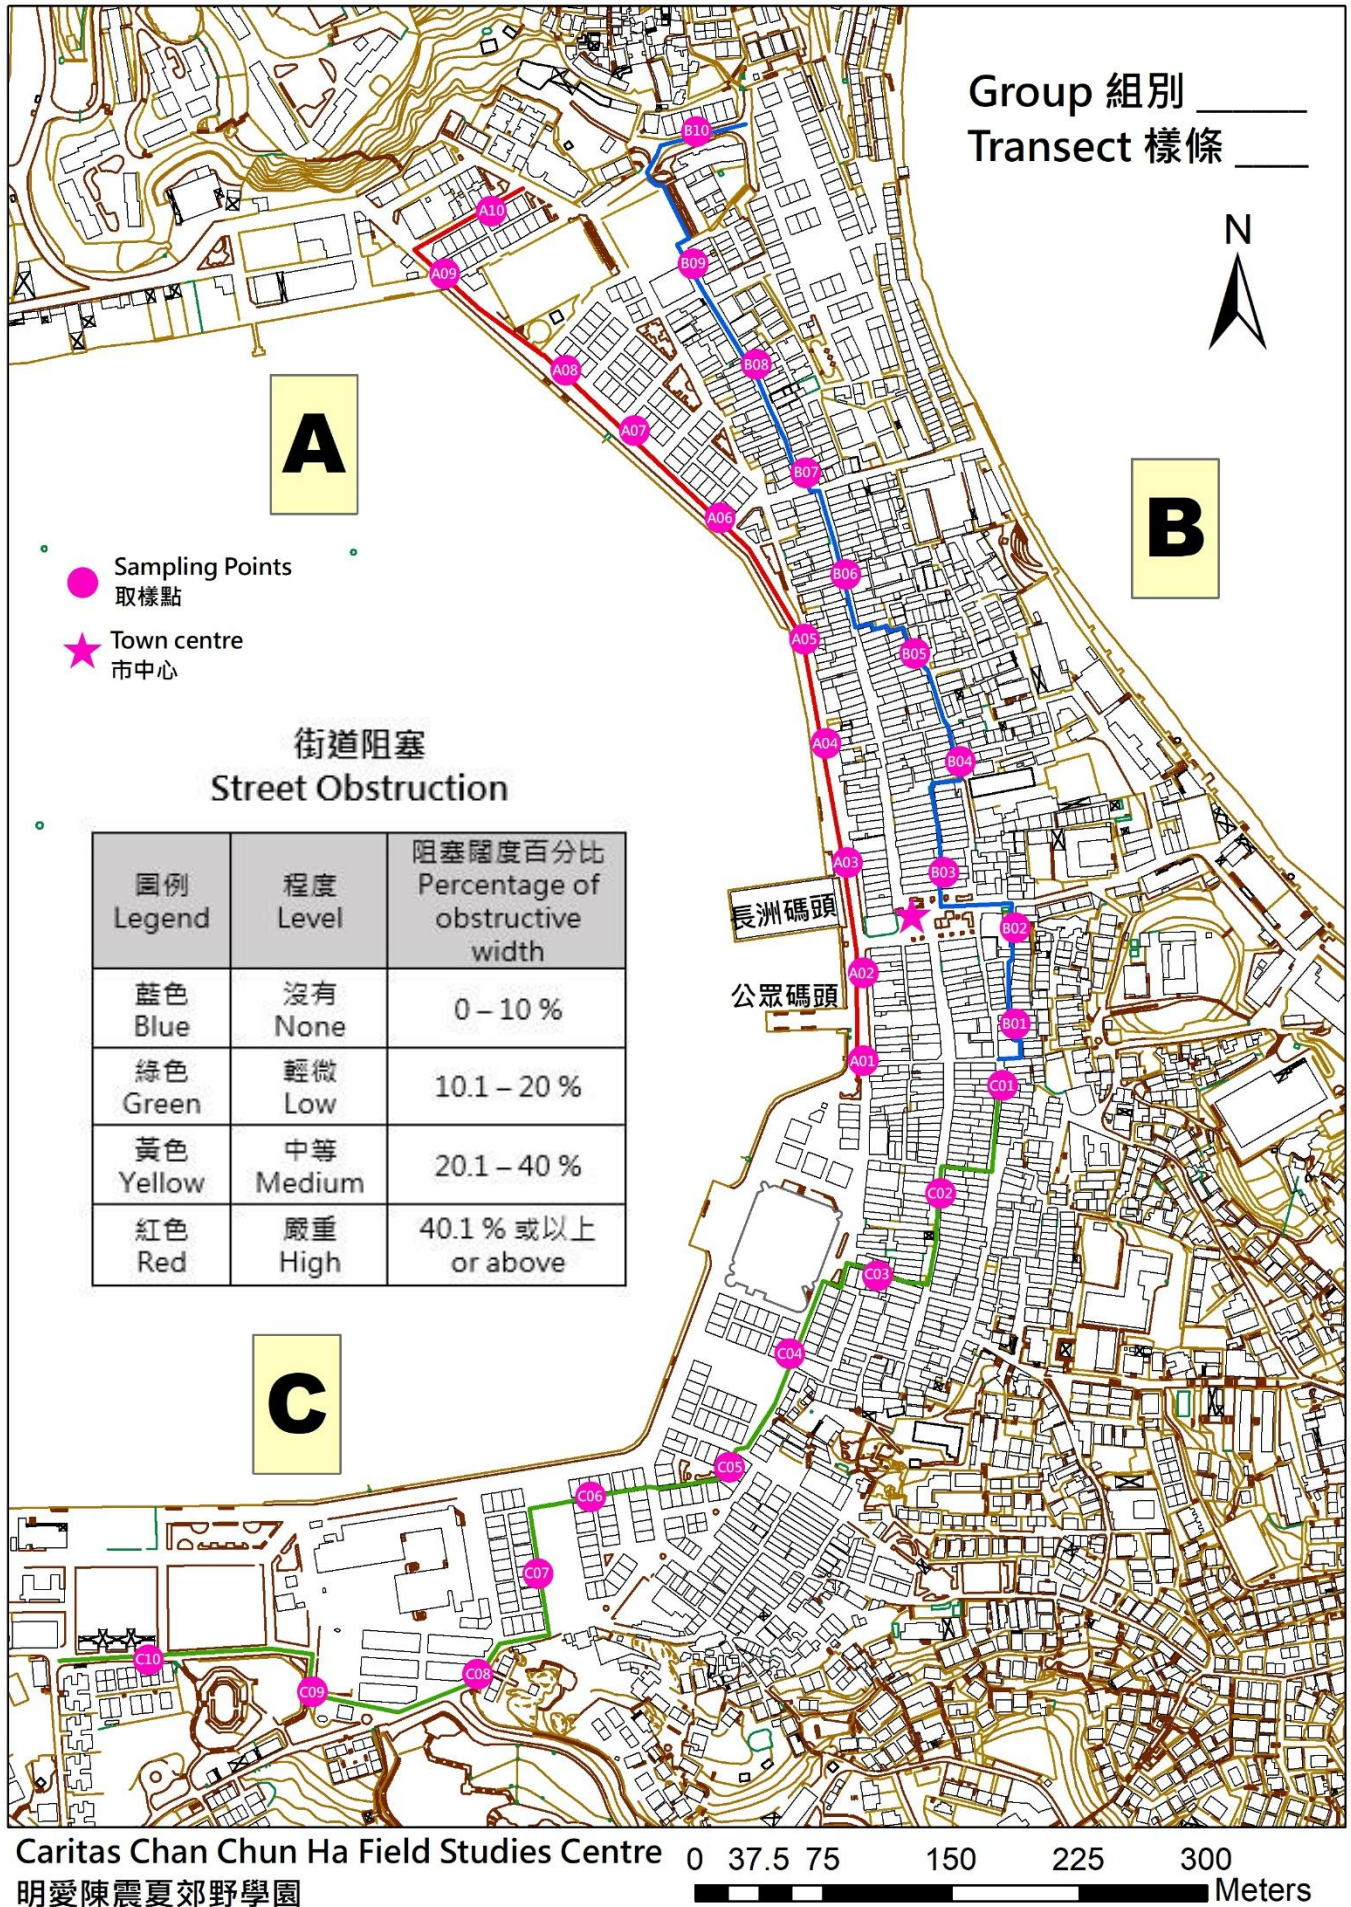 Group 組別 _____
Transect 樣條 ____
N
B10
A10
B09
A09
B08
A08
A
A07
B07
B
A06
Sampling Points
取樣點
B06
Town centre
市中心
A05
B05
A04
B04
街道阻塞
Street Obstruction
圖例
Legend
程度
Level
阻塞闊度百分比
Percentage of
obstructive
width
藍色
Blue
沒有
None
0 – 10 %
綠色
Green
輕微
Low
10.1 – 20 %
黃色
Yellow
中等
Medium
20.1 – 40 %
紅色
Red
嚴重
High
40.1 % 或以上
or above
A03
B03
長洲碼頭
B02
A02
公眾碼頭
B01
A01
C01
C02
C03
C04
C
C05
C06
C07
C08
C10
C09
Caritas Chan Chun Ha Field Studies Centre
明愛陳震夏郊野學園
0 37.5 75 150 225 300
Meters